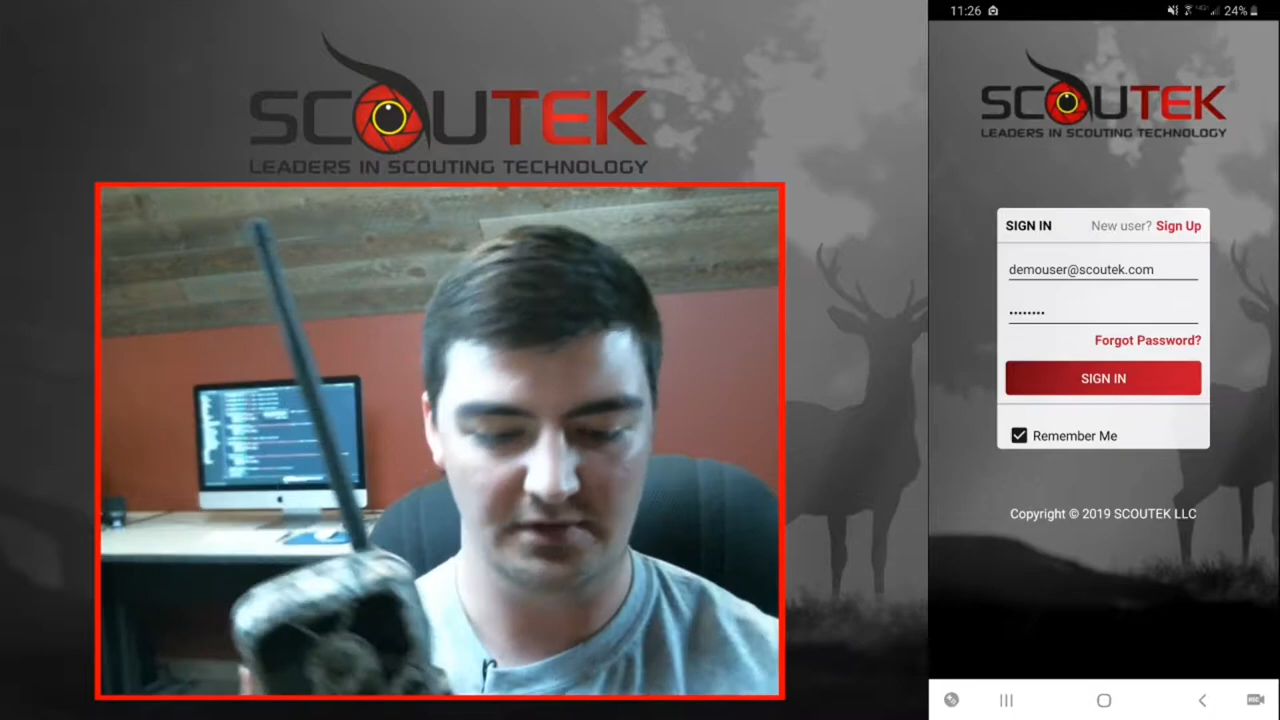 SCOUTEK
LEADERS IN SCOUTING TECHNOLOGY
11:26
24%
SCOUTEK
LEADERS IN SCOUTING TECHNOLOGY
SIGN IN
New user? Sign Up
demouser@scoutek.com
••••••••
Forgot Password?
SIGN IN
Remember Me
Copyright © 2019 SCOUTEK LLC